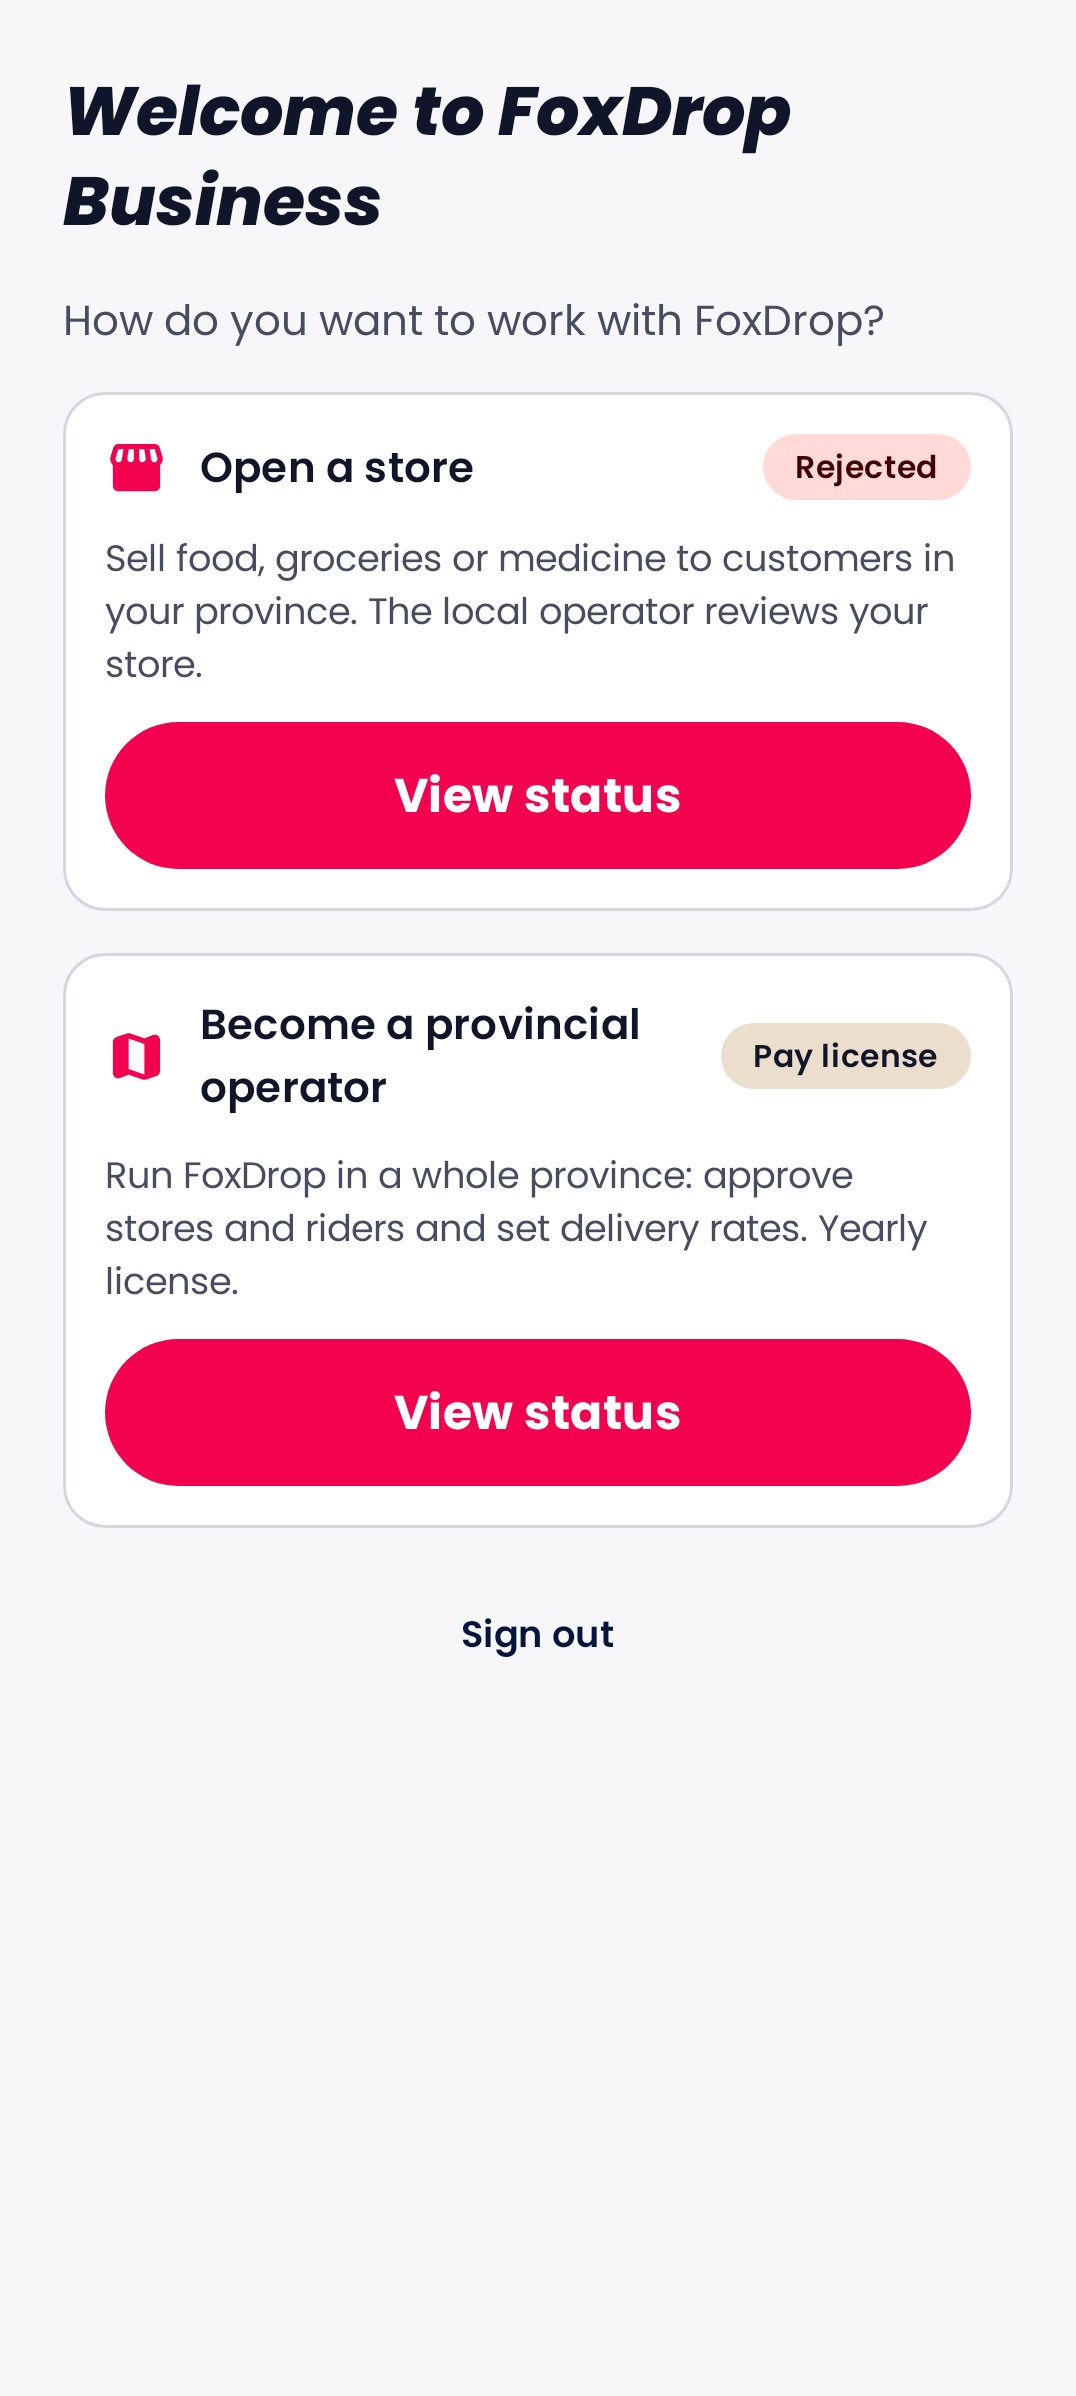 Welcome to FoxDrop
Business
How do you want to work with FoxDrop?
Open a store
Rejected
Sell food, groceries or medicine to customers in
your province. The local operator reviews your
store.
View status
Become a provincial
operator
Pay license
Run FoxDrop in a whole province: approve
stores and riders and set delivery rates. Yearly
license.
View status
Sign out